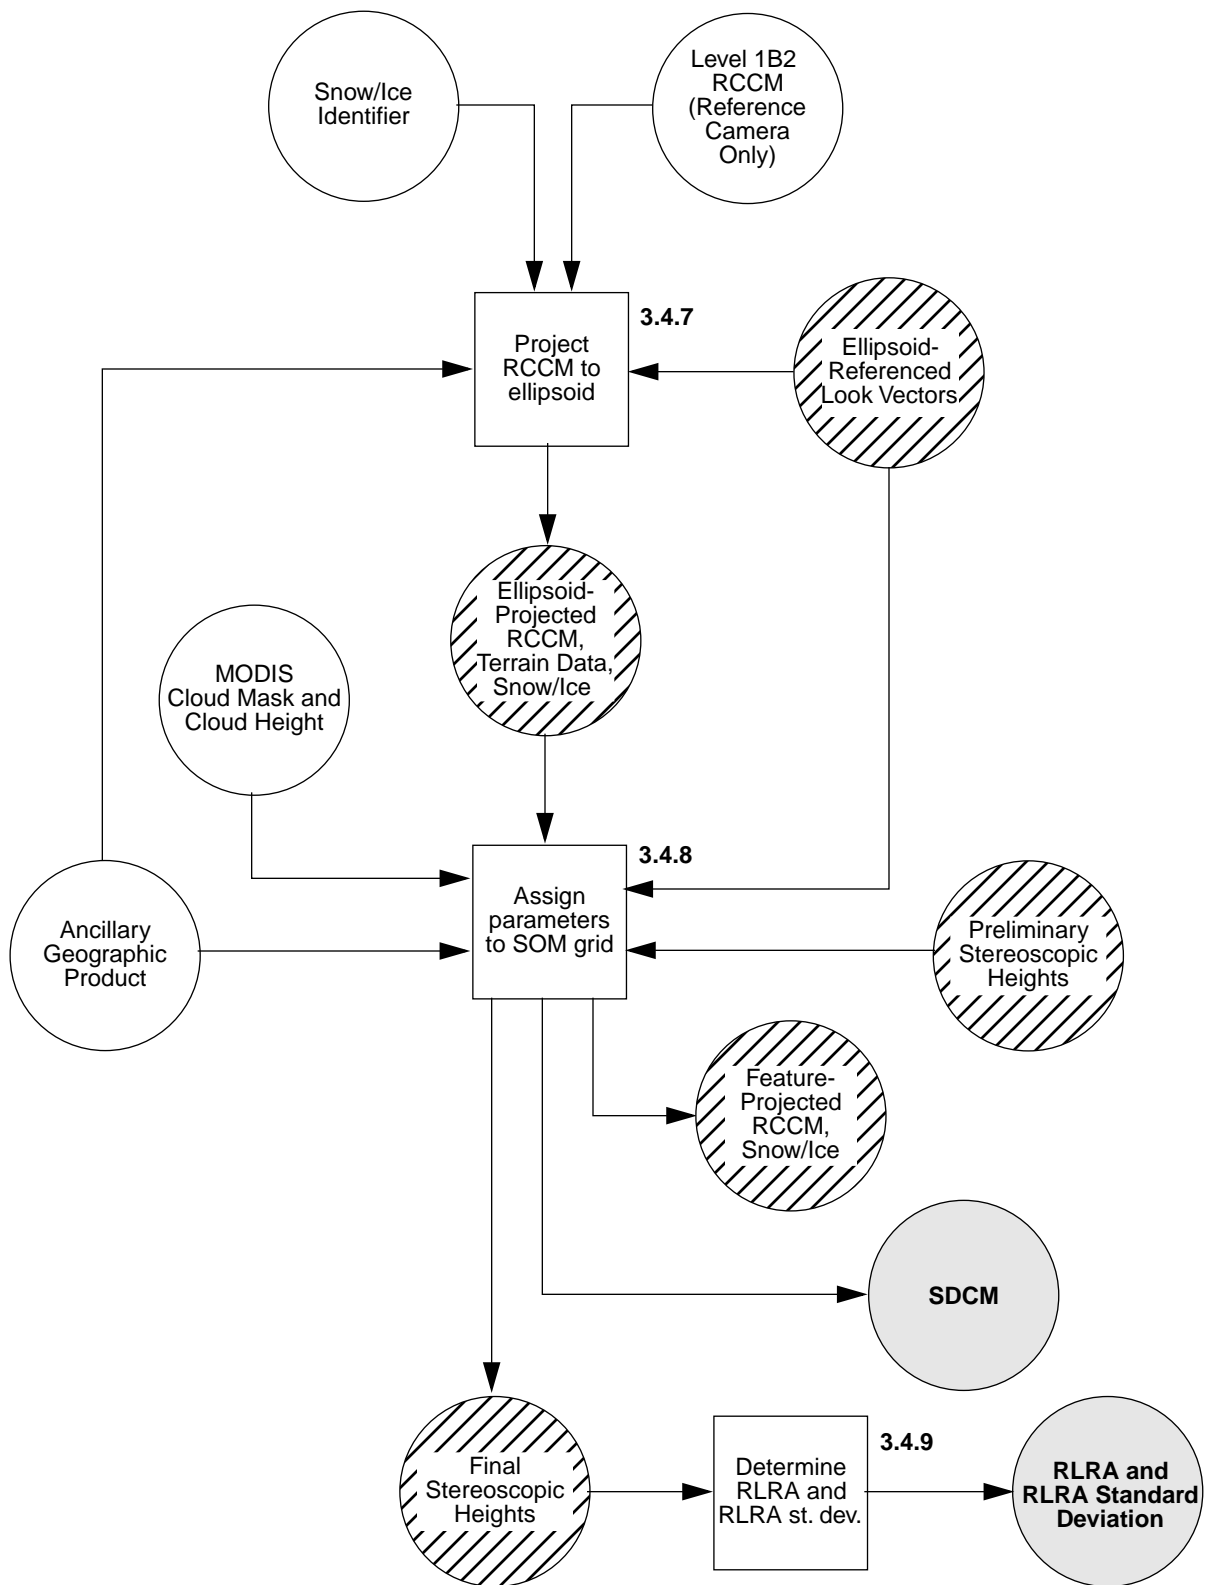 Snow/Ice
Identifier
Level 1B2
RCCM
(Reference
Camera
Only)
3.4.7
Project
RCCM to
ellipsoid
Ellipsoid-
Referenced
Look Vectors
Ellipsoid-
Projected
RCCM,
Terrain Data,
Snow/Ice
MODIS
Cloud Mask and
Cloud Height
3.4.8
Assign
parameters
to SOM grid
Ancillary
Geographic
Product
Preliminary
Stereoscopic
Heights
Feature-
Projected
RCCM,
Snow/Ice
SDCM
Final
Stereoscopic
Heights
3.4.9
Determine
RLRA and
RLRA st. dev.
RLRA and
RLRA Standard
Deviation